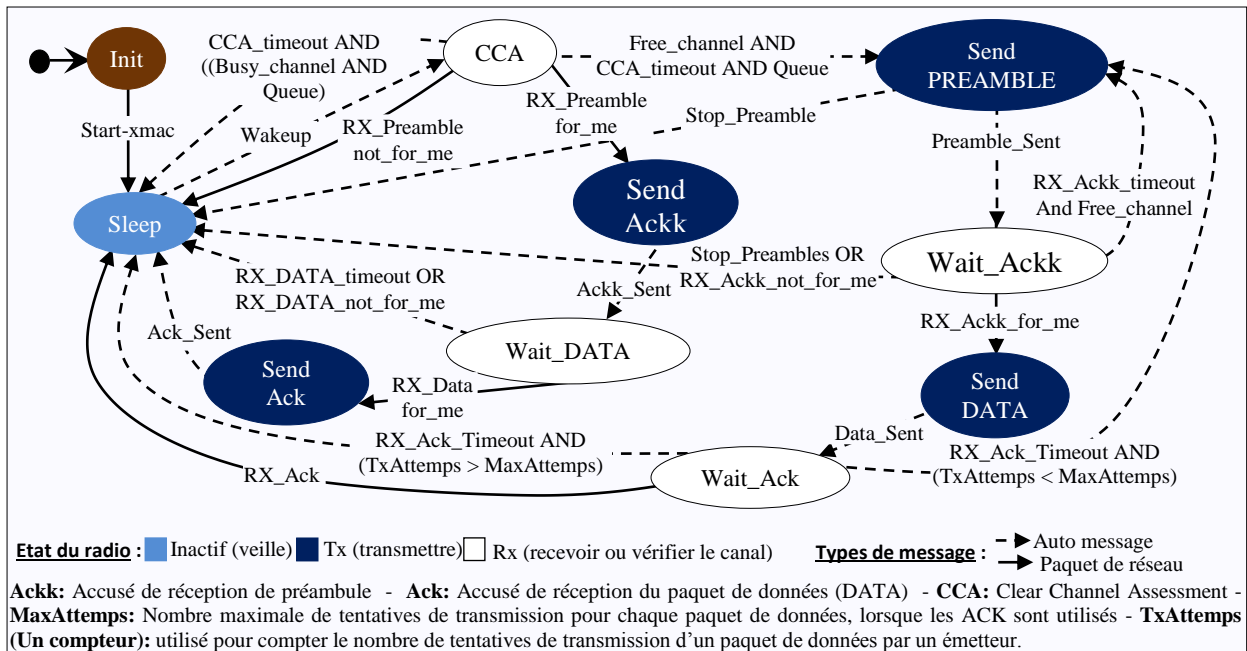 Init
CCA_timeout AND
((Busy_channel AND
Queue)
CCA
Free_channel AND
CCA_timeout AND Queue
Send
PREAMBLE
Start-xmac
Wakeup
RX_Preamble
not_for_me
RX_Preamble
for_me
Stop_Preamble
Preamble_Sent
Sleep
Send
Ackk
RX_Ackk_timeout
And Free_channel
Stop_Preambles OR
RX_Ackk_not_for_me
Wait_Ackk
RX_DATA_timeout OR
RX_DATA_not_for_me
Ackk_Sent
RX_Ackk_for_me
Ack_Sent
Wait_DATA
Send
Ack
RX_Data
for_me
Send
DATA
Data_Sent
RX_Ack_Timeout AND
(TxAttemps > MaxAttemps)
RX_Ack
Wait_Ack
RX_Ack_Timeout AND
(TxAttemps < MaxAttemps)
Etat du radio : Inactif (veille) Tx (transmettre) Rx (recevoir ou vérifier le canal)
Types de message : Auto message
Paquet de réseau
Ackk: Accusé de réception de préambule - Ack: Accusé de réception du paquet de données (DATA) - CCA: Clear Channel Assessment -
MaxAttemps: Nombre maximale de tentatives de transmission pour chaque paquet de données, lorsque les ACK sont utilisés - TxAttemps
(Un compteur): utilisé pour compter le nombre de tentatives de transmission d'un paquet de données par un émetteur.